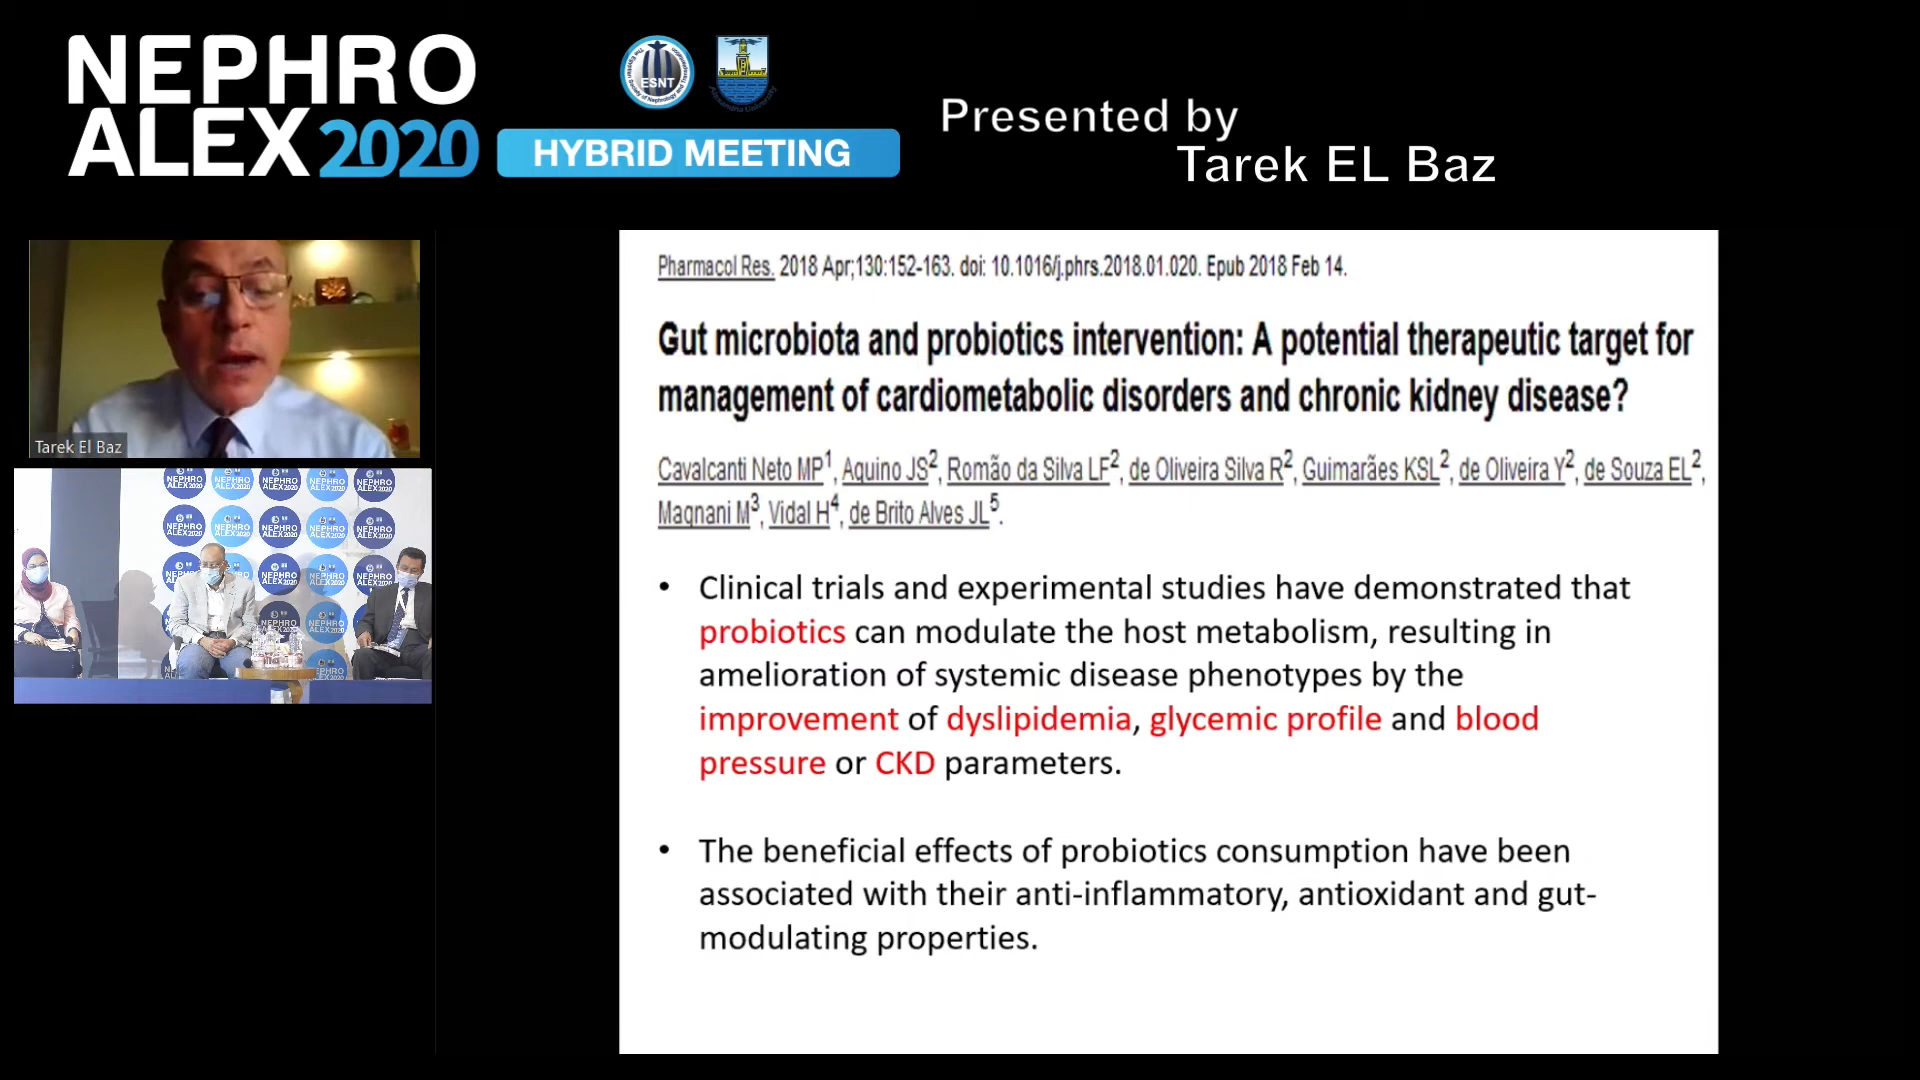 NEPHRO
ALEX 2020
ESNT
HYBRID MEETING
Presented by
Tarek EL Baz
Tarek El Baz
Pharmacol Res. 2018 Apr;130:152-163. doi: 10.1016/j.phrs.2018.01.020. Epub 2018 Feb 14.
Gut microbiota and probiotics intervention: A potential therapeutic target for
management of cardiometabolic disorders and chronic kidney disease?
Cavalcanti Neto MP1, Aquino JS2, Romão da Silva LF2, de Oliveira Silva R2, Guimarães KSL2, de Oliveira Y2, de Souza EL2,
Magnani M3, Vidal H4, de Brito Alves JL5.
• Clinical trials and experimental studies have demonstrated that
probiotics can modulate the host metabolism, resulting in
amelioration of systemic disease phenotypes by the
improvement of dyslipidemia, glycemic profile and blood
pressure or CKD parameters.
• The beneficial effects of probiotics consumption have been
associated with their anti-inflammatory, antioxidant and gut-
modulating properties.